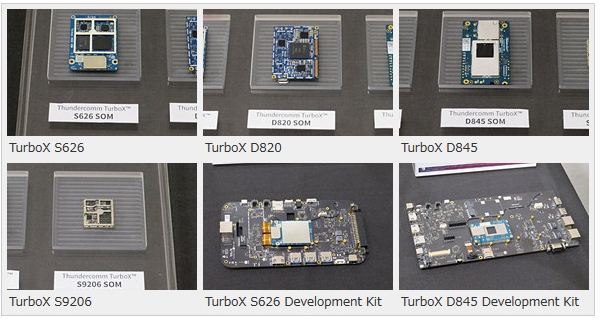 Thundercomm TurboX™
S626 SOM
Thundercomm
Thundercomm TurboX™
D820 SOM
Thundercomm TurboX™
D845 SOM
TurboX S626
TurboX D820
TurboX D845
Thundercomm TurboX™
S9206 SOM
TurboX S9206
TurboX S626 Development Kit
TurboX D845 Development Kit